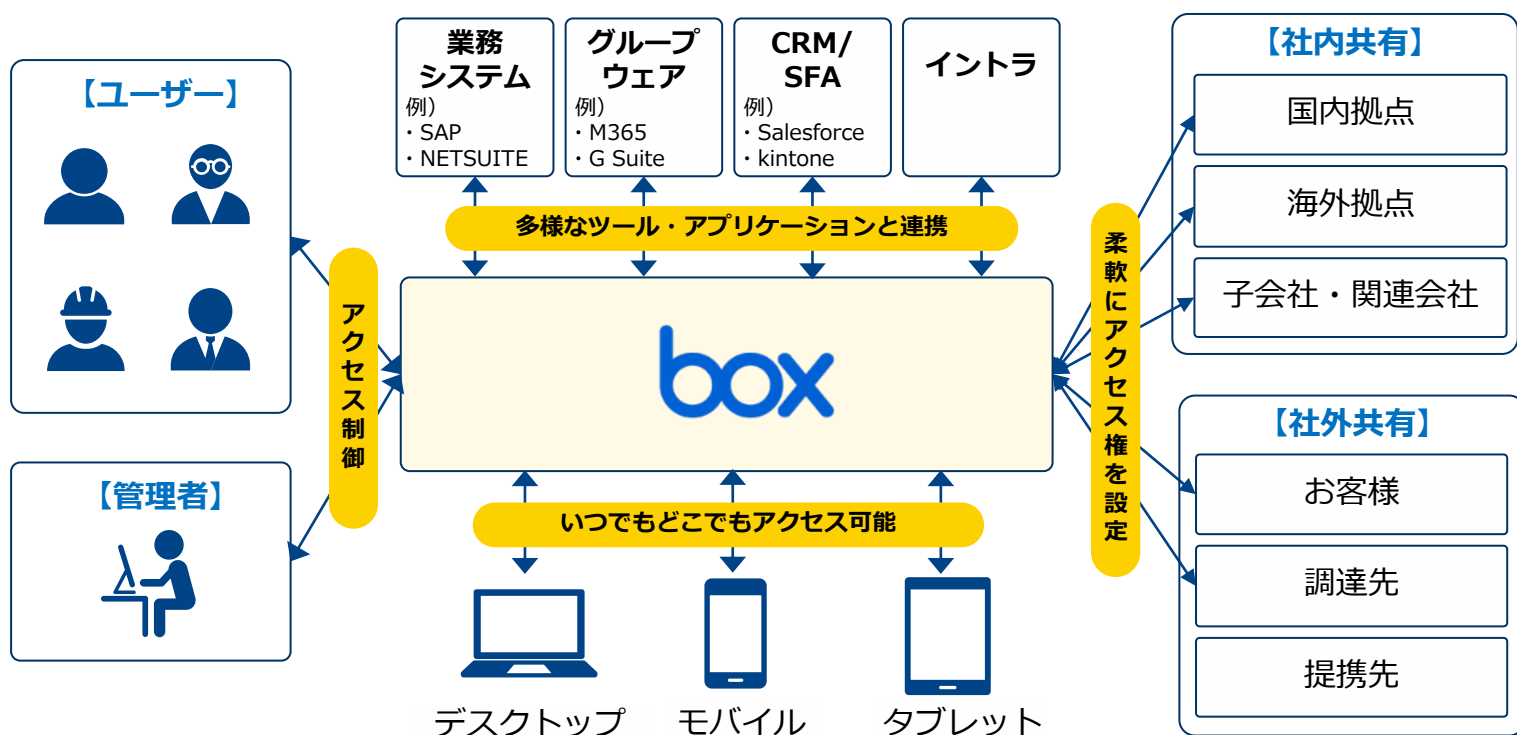 【ユーザー】
【管理者】
アクセス制御
業務
システム
例）
・SAP
・NETSUITE
グループ
ウェア
例）
・M365
・G Suite
CRM/
SFA
例）
・Salesforce
・kintone
イントラ
多様なツール・アプリケーションと連携
box
いつでもどこでもアクセス可能
デスクトップ
モバイル
タブレット
柔軟にアクセス権を設定
【社内共有】
国内拠点
海外拠点
子会社・関連会社
【社外共有】
お客様
調達先
提携先